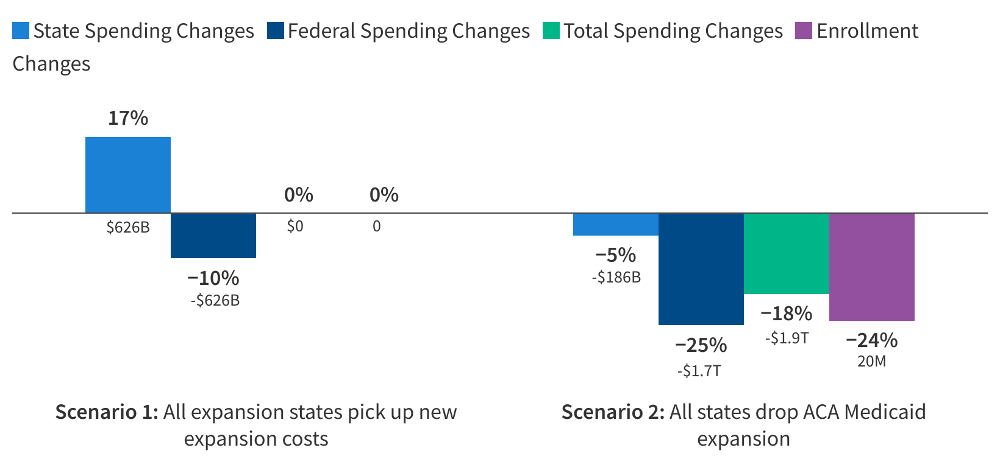 State Spending Changes Federal Spending Changes Total Spending Changes Enrollment
Changes
17%
$626B
−10%
-$626B
0%
$0
0%
0
−5%
-$186B
−25%
-$1.7T
−18%
-$1.9T
−24%
20M
Scenario 1: All expansion states pick up new
expansion costs
Scenario 2: All states drop ACA Medicaid
expansion